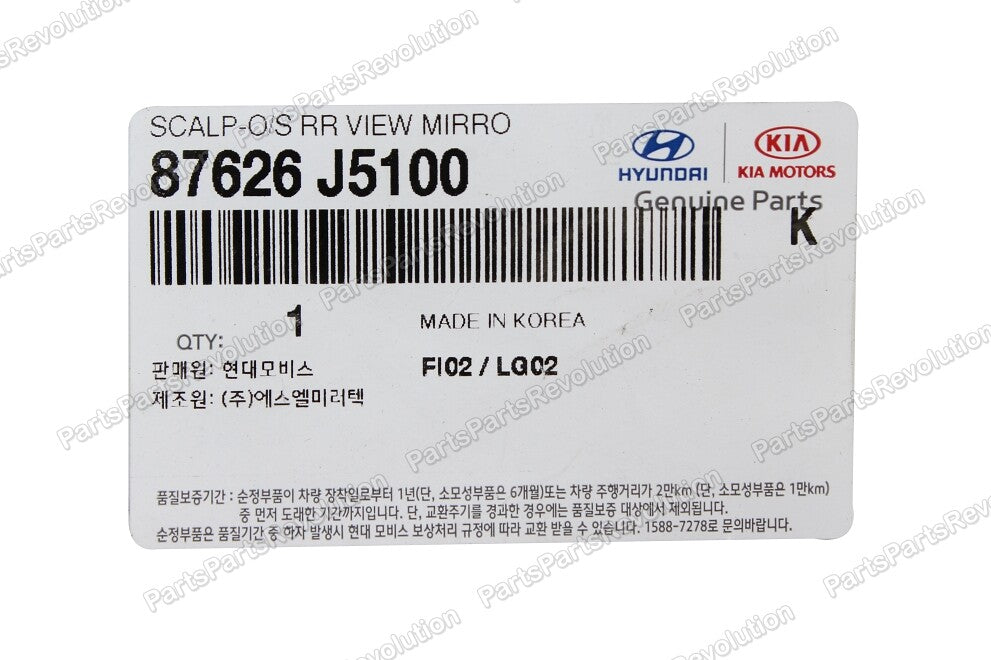 SCALP-O/S RR VIEW MIRRO
87626 J5100
HYUNDAI
KIA
KIA MOTORS
Genuine Parts
K
QTY: 1
MADE IN KOREA
판매원: 현대모비스
FI02 / LG02
제조원: (주)에스엘미러텍
품질보증기간 : 순정부품이 차량 장착일로부터 1년(단, 소모성부품은 6개월)또는 차량 주행거리가 2만km (단, 소모성부품은 1만km)
중 먼저 도래한 기간까지입니다. 단, 교환주기를 경과한 경우에는 품질보증 대상에서 제외됩니다.
순정부품은 품질기간 중 하자 발생시 현대 모비스 보상처리 규정에 따라 교환 받을 수 있습니다. 1588-7278로 문의바랍니다.
PartsPartsRevolution